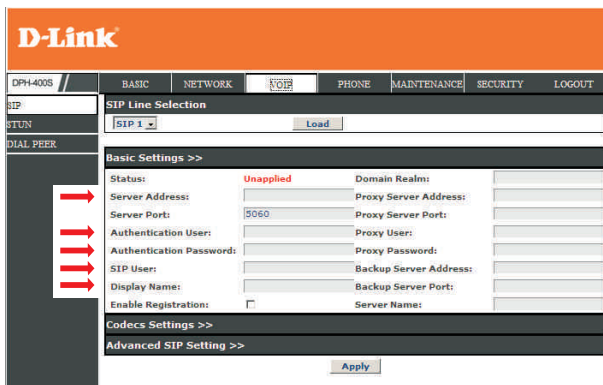 D-Link
DPH-400S BASIC NETWORK VOIP PHONE MAINTENANCE SECURITY LOGOUT
SIP
STUN
DIAL PEER
SIP Line Selection
SIP 1 Load
Basic Settings >>
Status: Unapplied Domain Realm:
Server Address: Proxy Server Address:
Server Port: 5060 Proxy Server Port:
Authentication User: Proxy User:
Authentication Password: Proxy Password:
SIP User: Backup Server Address:
Display Name: Backup Server Port:
Enable Registration: Server Name:
Codecs Settings >>
Advanced SIP Setting >>
Apply